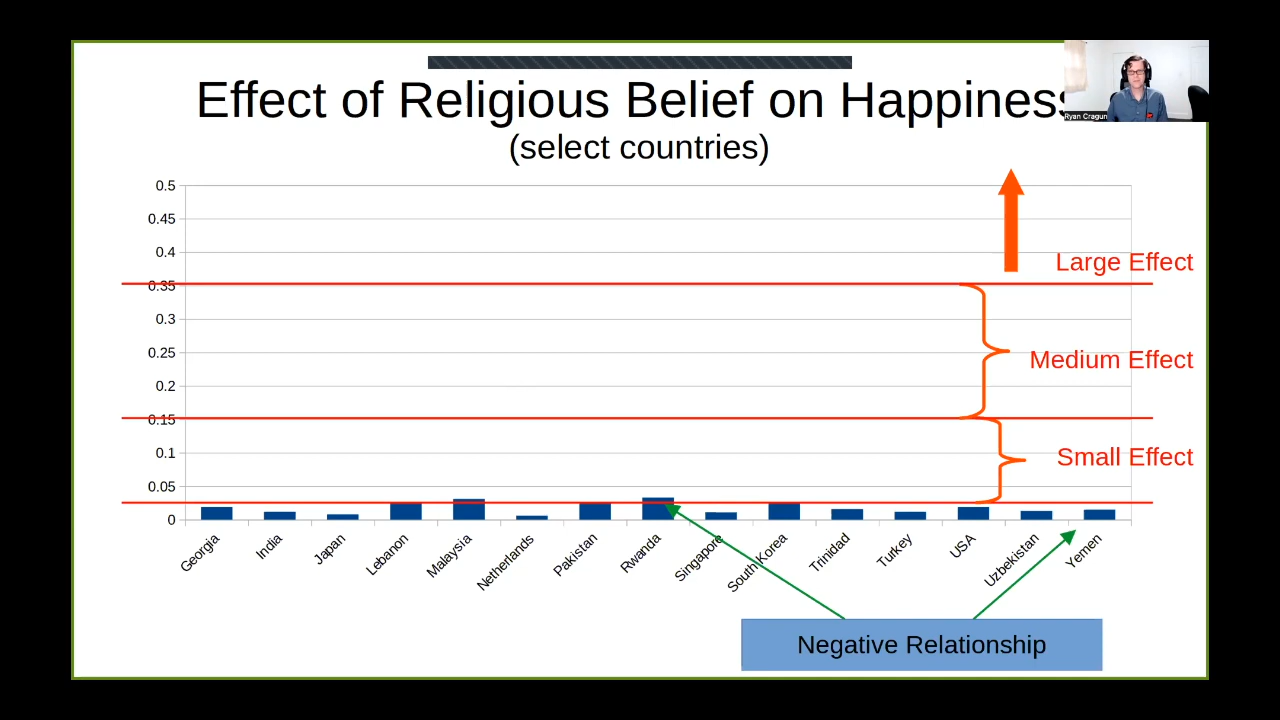 Effect of Religious Belief on Happiness
(select countries)
Ryan Cragun
0.5
0.45
0.4
0.35
0.3
0.25
0.2
0.15
0.1
0.05
0
Large Effect
Medium Effect
Small Effect
Georgia
India
Japan
Lebanon
Malaysia
Netherlands
Pakistan
Rwanda
Singapore
South Korea
Trinidad
Turkey
USA
Uzbekistan
Yemen
Negative Relationship